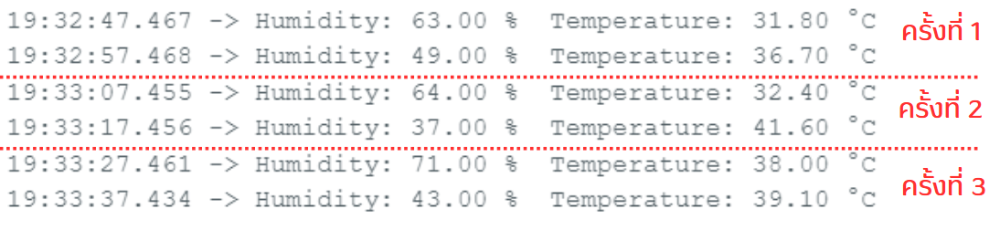 19:32:47.467 -> Humidity: 63.00 %  Temperature: 31.80 °C
ครั้งที่ 1
19:32:57.468 -> Humidity: 49.00 %  Temperature: 36.70 °C
19:33:07.455 -> Humidity: 64.00 %  Temperature: 32.40 °C
ครั้งที่ 2
19:33:17.456 -> Humidity: 37.00 %  Temperature: 41.60 °C
19:33:27.461 -> Humidity: 71.00 %  Temperature: 38.00 °C
ครั้งที่ 3
19:33:37.434 -> Humidity: 43.00 %  Temperature: 39.10 °C